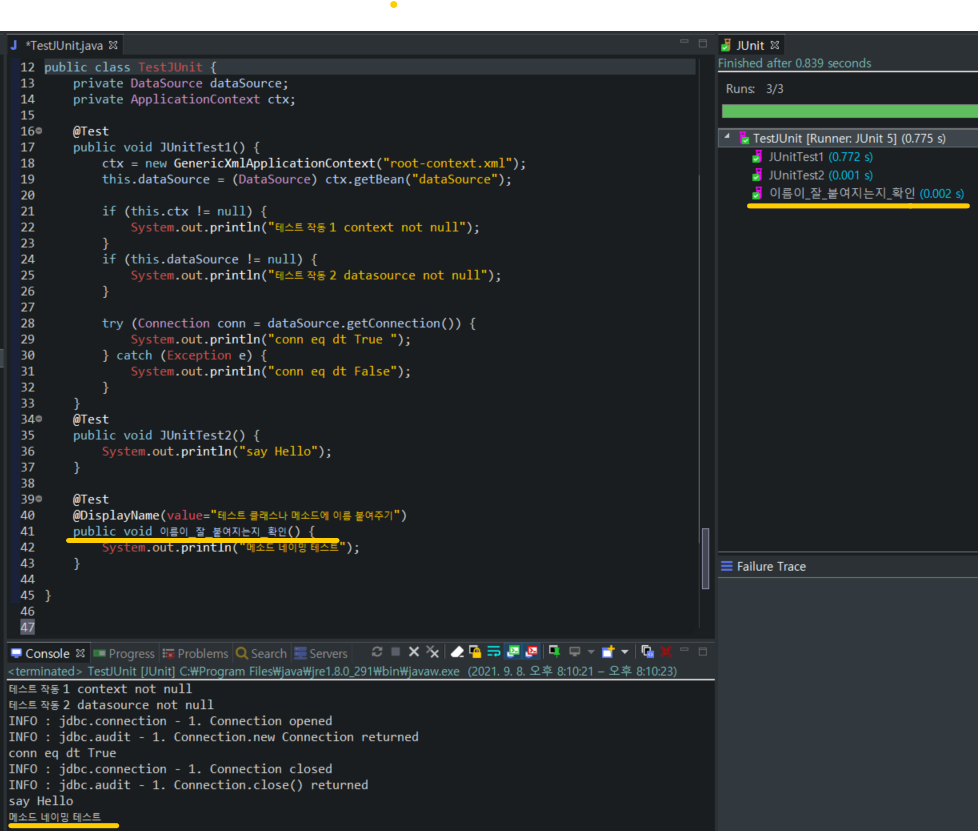 *TestJUnit.java
12 public class TestJUnit {
13 private DataSource dataSource;
14 private ApplicationContext ctx;
15
16 @Test
17 public void JUnitTest1() {
18 ctx = new GenericXmlApplicationContext("root-context.xml");
19 this.dataSource = (DataSource) ctx.getBean("dataSource");
20
21 if (this.ctx != null) {
22 System.out.println("테스트 작동 1 context not null");
23 }
24 if (this.dataSource != null) {
25 System.out.println("테스트 작동 2 datasource not null");
26 }
27
28 try (Connection conn = dataSource.getConnection()) {
29 System.out.println("conn eq dt True ");
30 } catch (Exception e) {
31 System.out.println("conn eq dt False");
32 }
33 }
34 @Test
35 public void JUnitTest2() {
36 System.out.println("say Hello");
37 }
38
39 @Test
40 @DisplayName(value="테스트 클래스나 메소드에 이름 붙여주기")
41 public void 이름이_잘_붙여지는지_확인() {
42 System.out.println("메소드 네이밍 테스트");
43 }
44
45 }
46
47
JUnit
Finished after 0.839 seconds
Runs: 3/3
TestJUnit [Runner: JUnit 5] (0.775 s)
JUnitTest1 (0.772 s)
JUnitTest2 (0.001 s)
이름이_잘_붙여지는지_확인 (0.002 s)
Failure Trace
Console Progress Problems Search Servers
<terminated> TestJUnit [JUnit] C:₩Program Files₩java₩jre1.8.0_291₩bin₩javaw.exe (2021. 9. 8. 오후 8:10:21 – 오후 8:10:23)
테스트 작동 1 context not null
테스트 작동 2 datasource not null
INFO : jdbc.connection - 1. Connection opened
INFO : jdbc.audit - 1. Connection.new Connection returned
conn eq dt True
INFO : jdbc.connection - 1. Connection closed
INFO : jdbc.audit - 1. Connection.close() returned
say Hello
메소드 네이밍 테스트